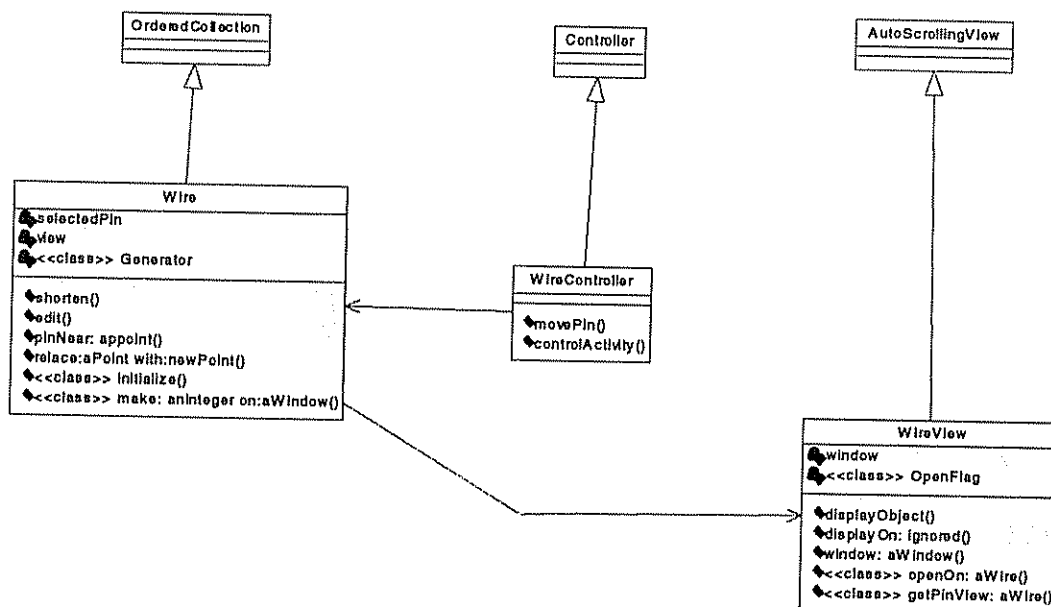 OrderedCollection
Controller
AutoScrollingView
Wire
selectedPin
view
<<class>> Generator
shorten()
edit()
pinNear: appoint()
relace:aPoint with:newPoint()
<<class>> initialize()
<<class>> make: anInteger on:aWindow()
WireController
movePin()
controlActivity()
WireView
window
<<class>> OpenFlag
displayObject()
displayOn: ignored()
window: aWindow()
<<class>> openOn: aWire()
<<class>> getPinView: aWire()